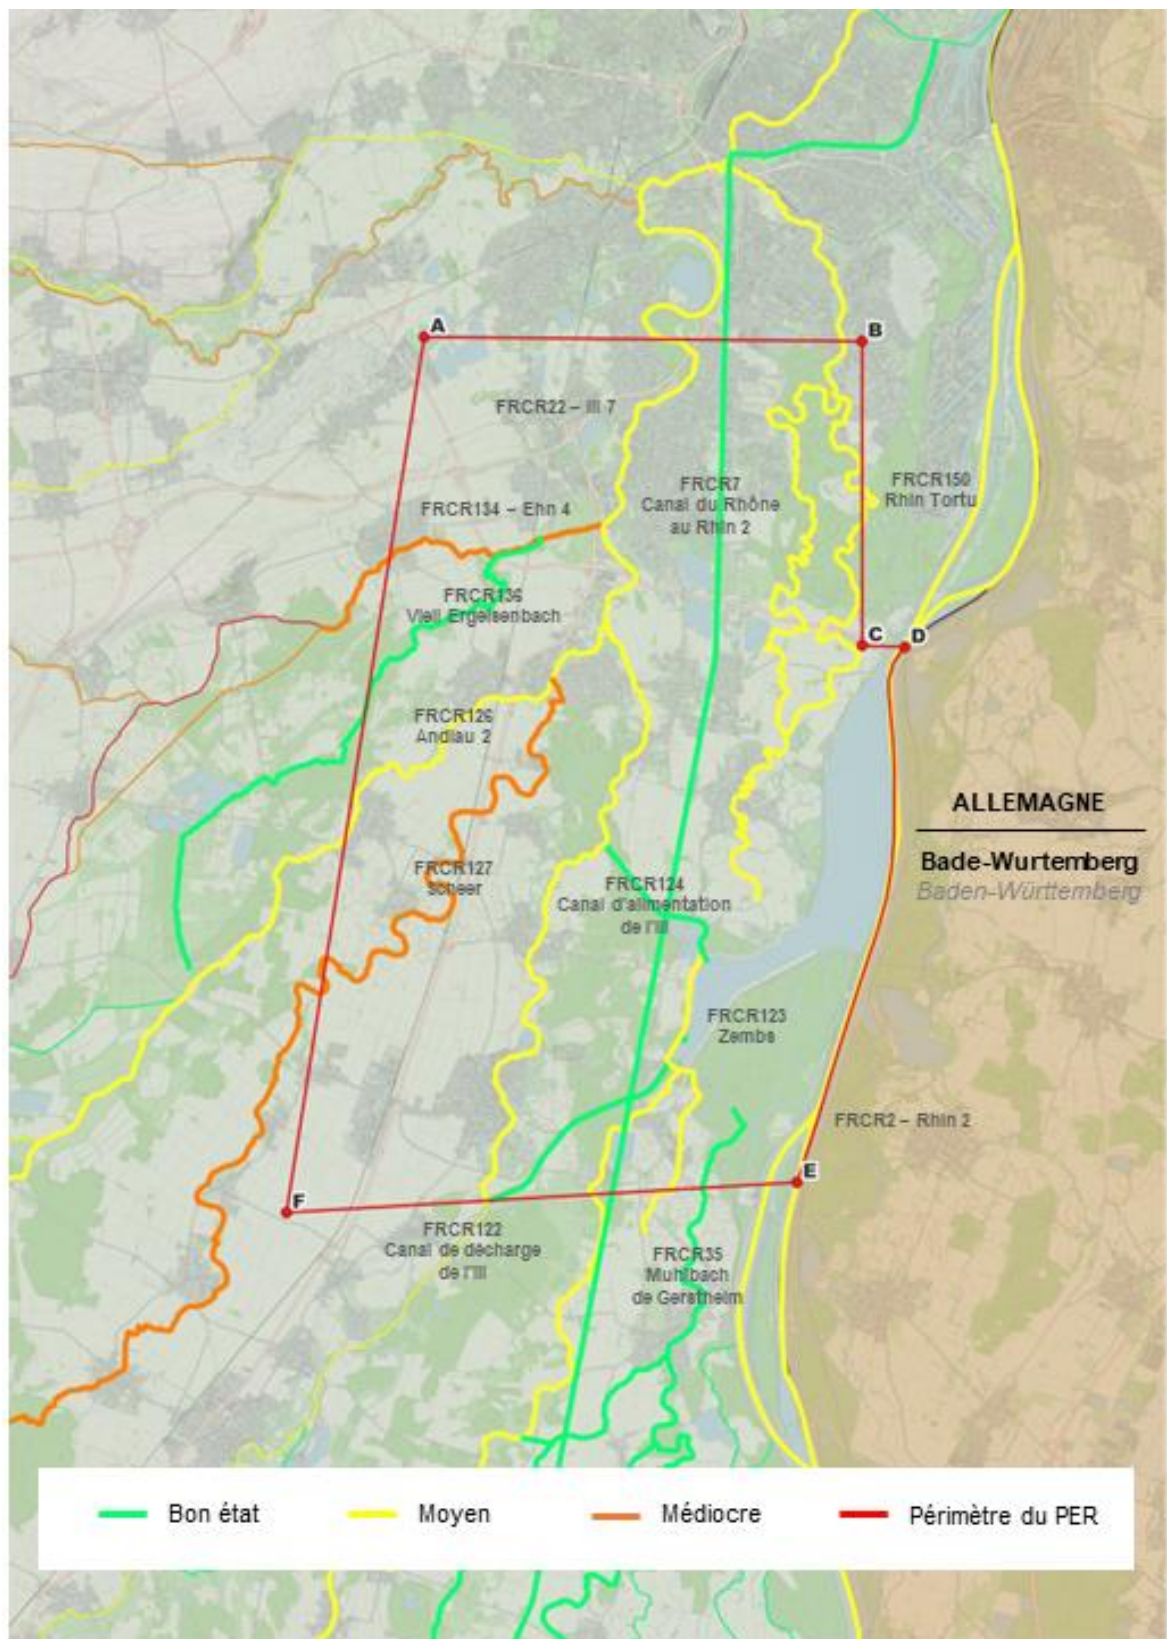 A
B
FRCR22 – Ill 7
FRCR7
Canal du Rhône
au Rhin 2
FRCR150
Rhin Tortu
FRCR134 – Ehn 4
FRCR136
Vieil Ergelsenbach
C
D
FRCR126
Andlau 2
ALLEMAGNE
Bade-Wurtemberg
Baden-Württemberg
FRCR127
Scheer
FRCR124
Canal d'alimentation
de l'Ill
FRCR123
Zembs
FRCR2 – Rhin 2
E
F
FRCR122
Canal de décharge
de l'Ill
FRCR35
Muhlbach
de Gerstheim
Bon état
Moyen
Médiocre
Périmètre du PER